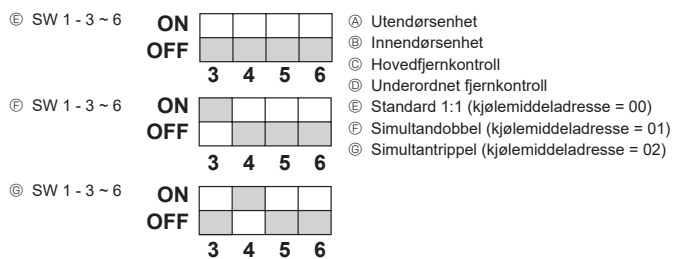 Ⓔ SW 1 - 3 ~ 6
ON
OFF
3 4 5 6
Ⓕ SW 1 - 3 ~ 6
ON
OFF
3 4 5 6
Ⓖ SW 1 - 3 ~ 6
ON
OFF
3 4 5 6
Ⓐ Utendørsenhet
Ⓑ Innendørsenhet
Ⓒ Hovedfjernkontroll
Ⓓ Underordnet fjernkontroll
Ⓔ Standard 1:1 (kjølemiddeladresse = 00)
Ⓕ Simultandobbel (kjølemiddeladresse = 01)
Ⓖ Simultantrippel (kjølemiddeladresse = 02)